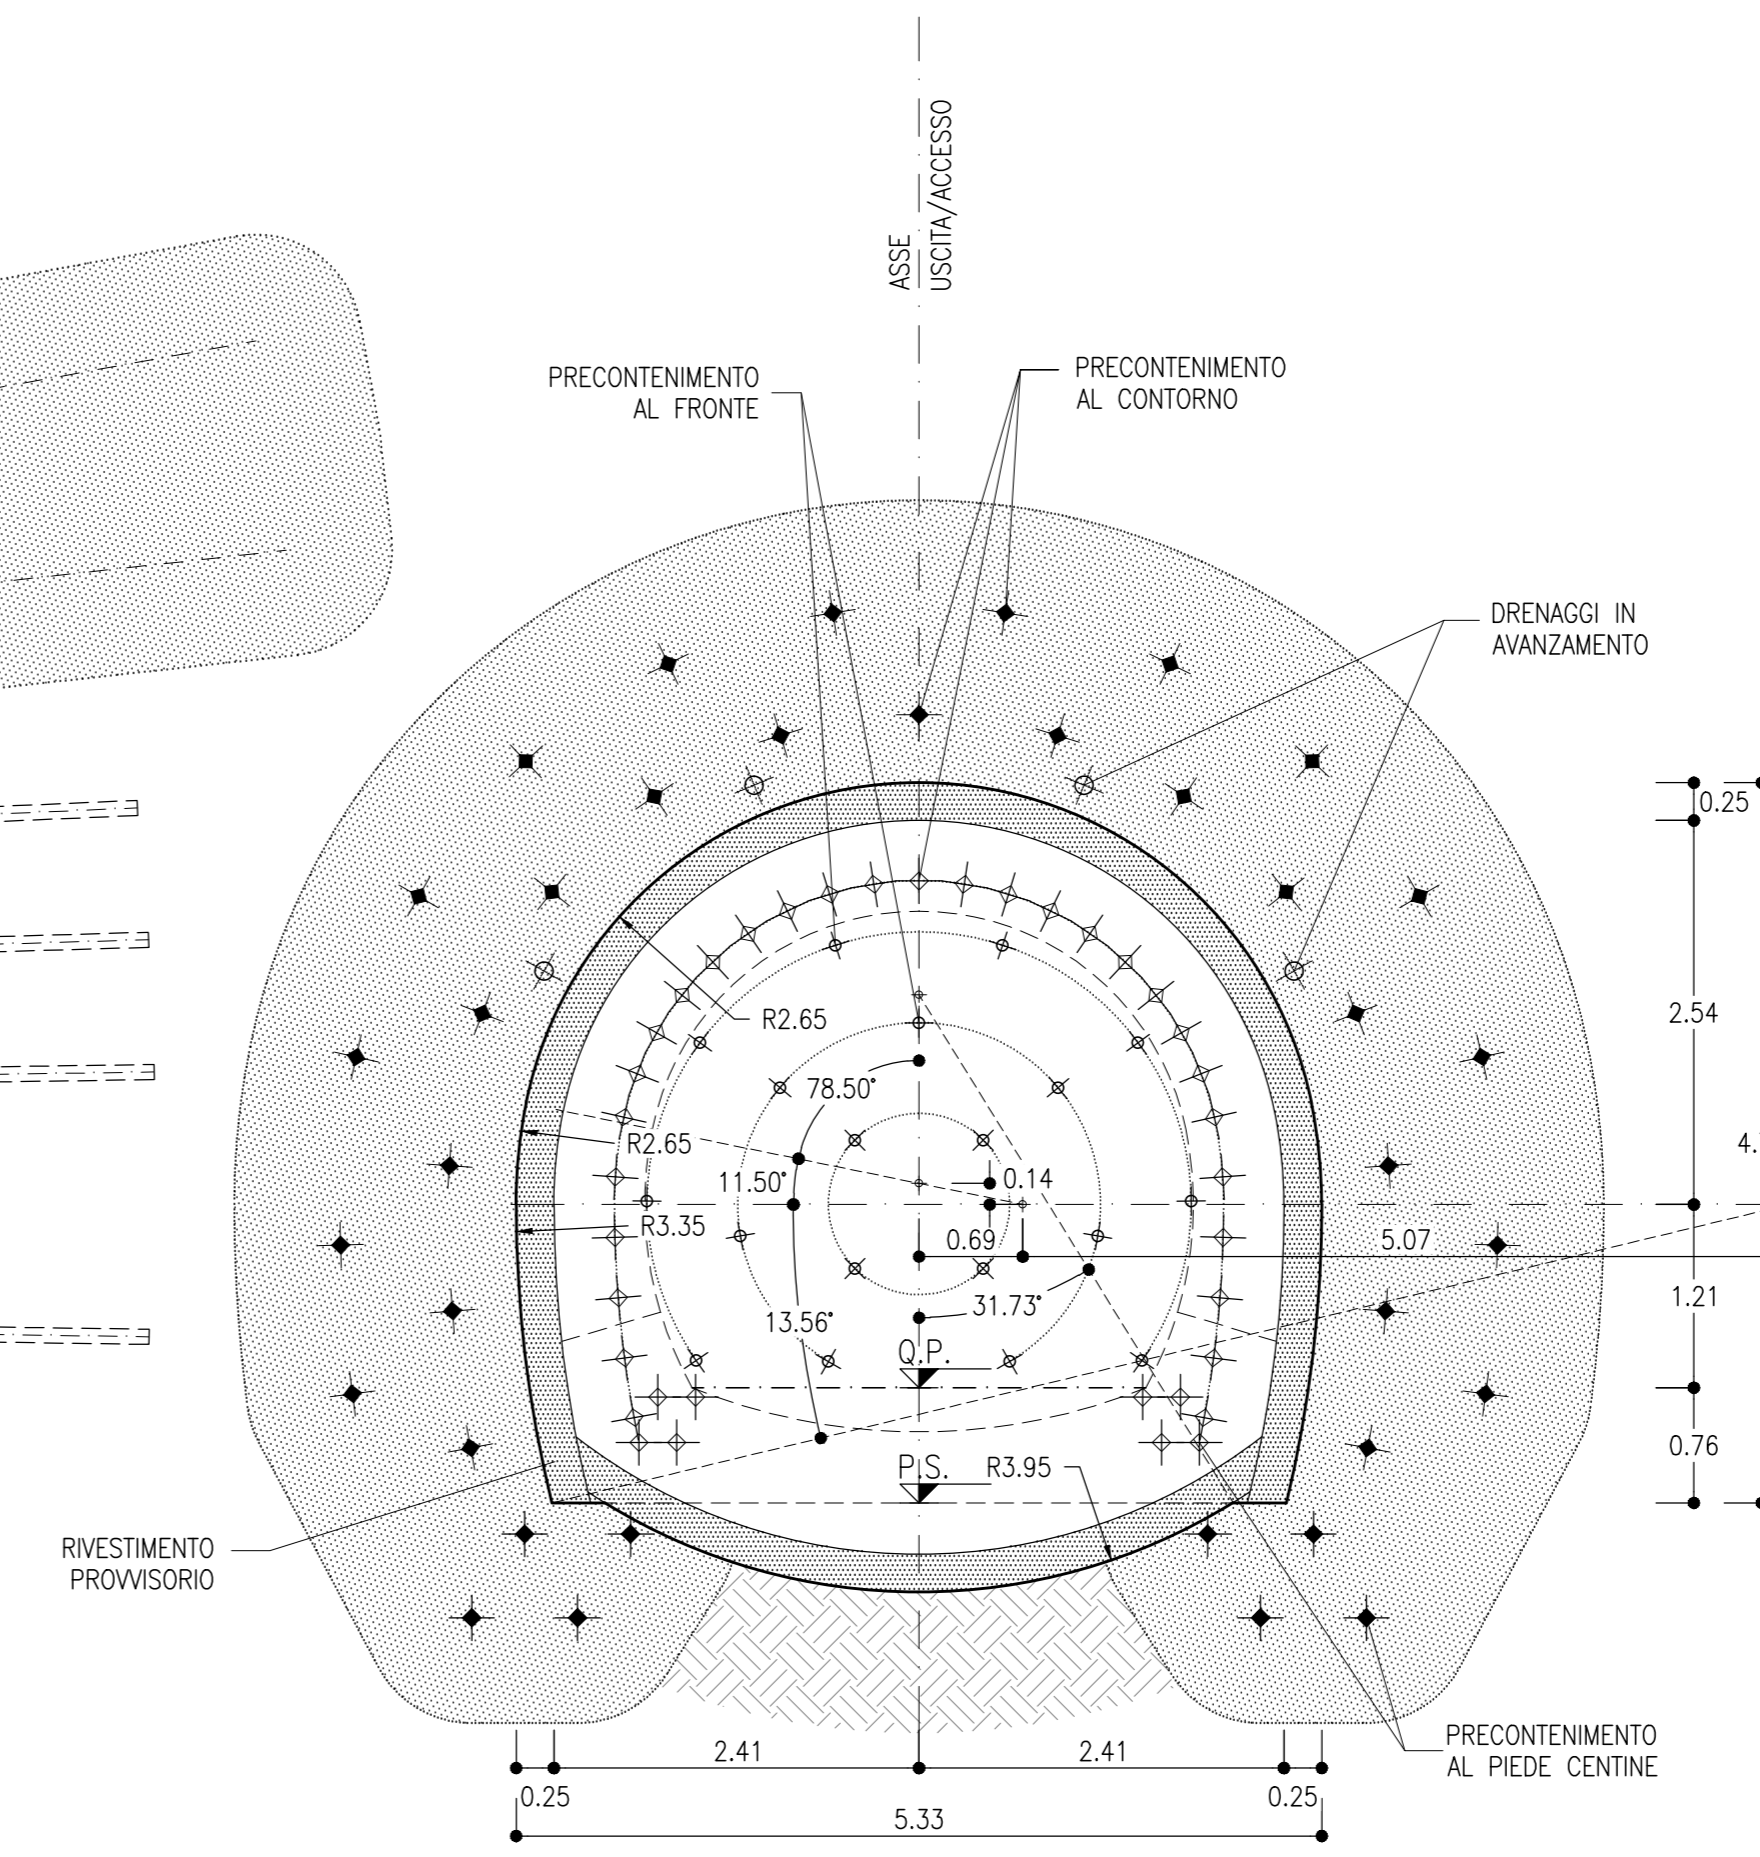 ASSE
USCITA/ACCESSO
PRECONTENIMENTO
AL FRONTE
PRECONTENIMENTO
AL CONTORNO
DRENAGGI IN
AVANZAMENTO
0.25
2.54
R2.65
78.50°
R2.65
11.50°
0.14
R3.35
0.69
5.07
31.73°
13.56°
1.21
Q.P.
0.76
P.S.
R3.95
RIVESTIMENTO
PROVVISORIO
PRECONTENIMENTO
AL PIEDE CENTINE
2.41
2.41
0.25
0.25
5.33